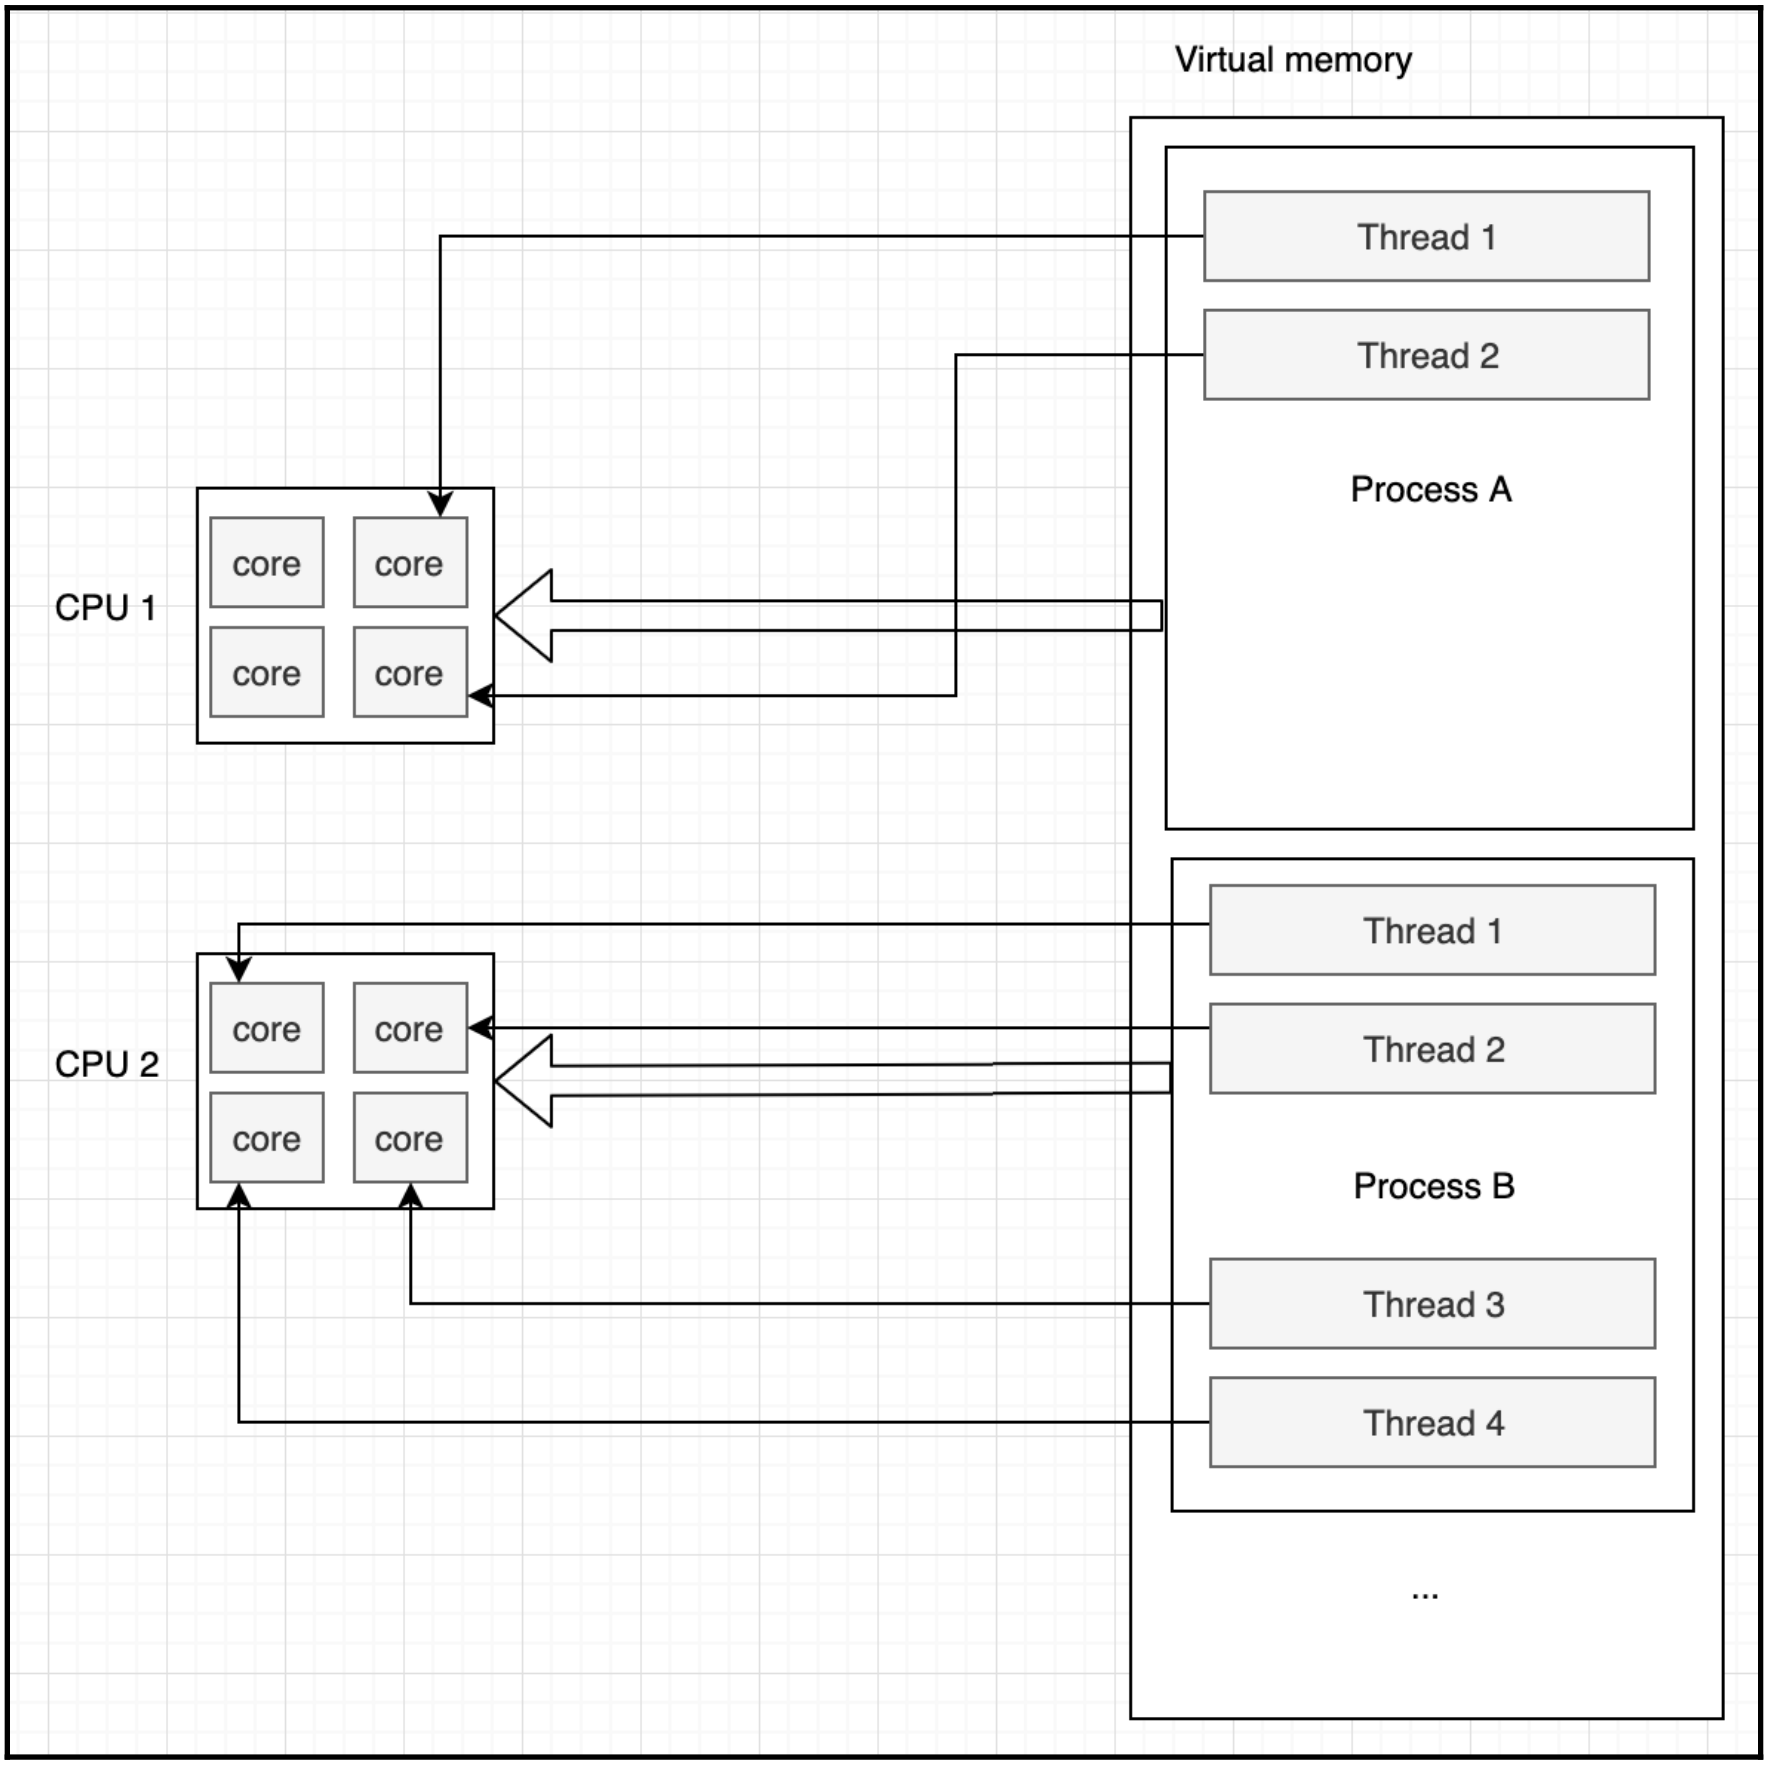 Virtual memory
Thread 1
Thread 2
Process A
core
core
CPU 1
core
core
Thread 1
core
core
Thread 2
CPU 2
core
core
Process B
Thread 3
Thread 4
...